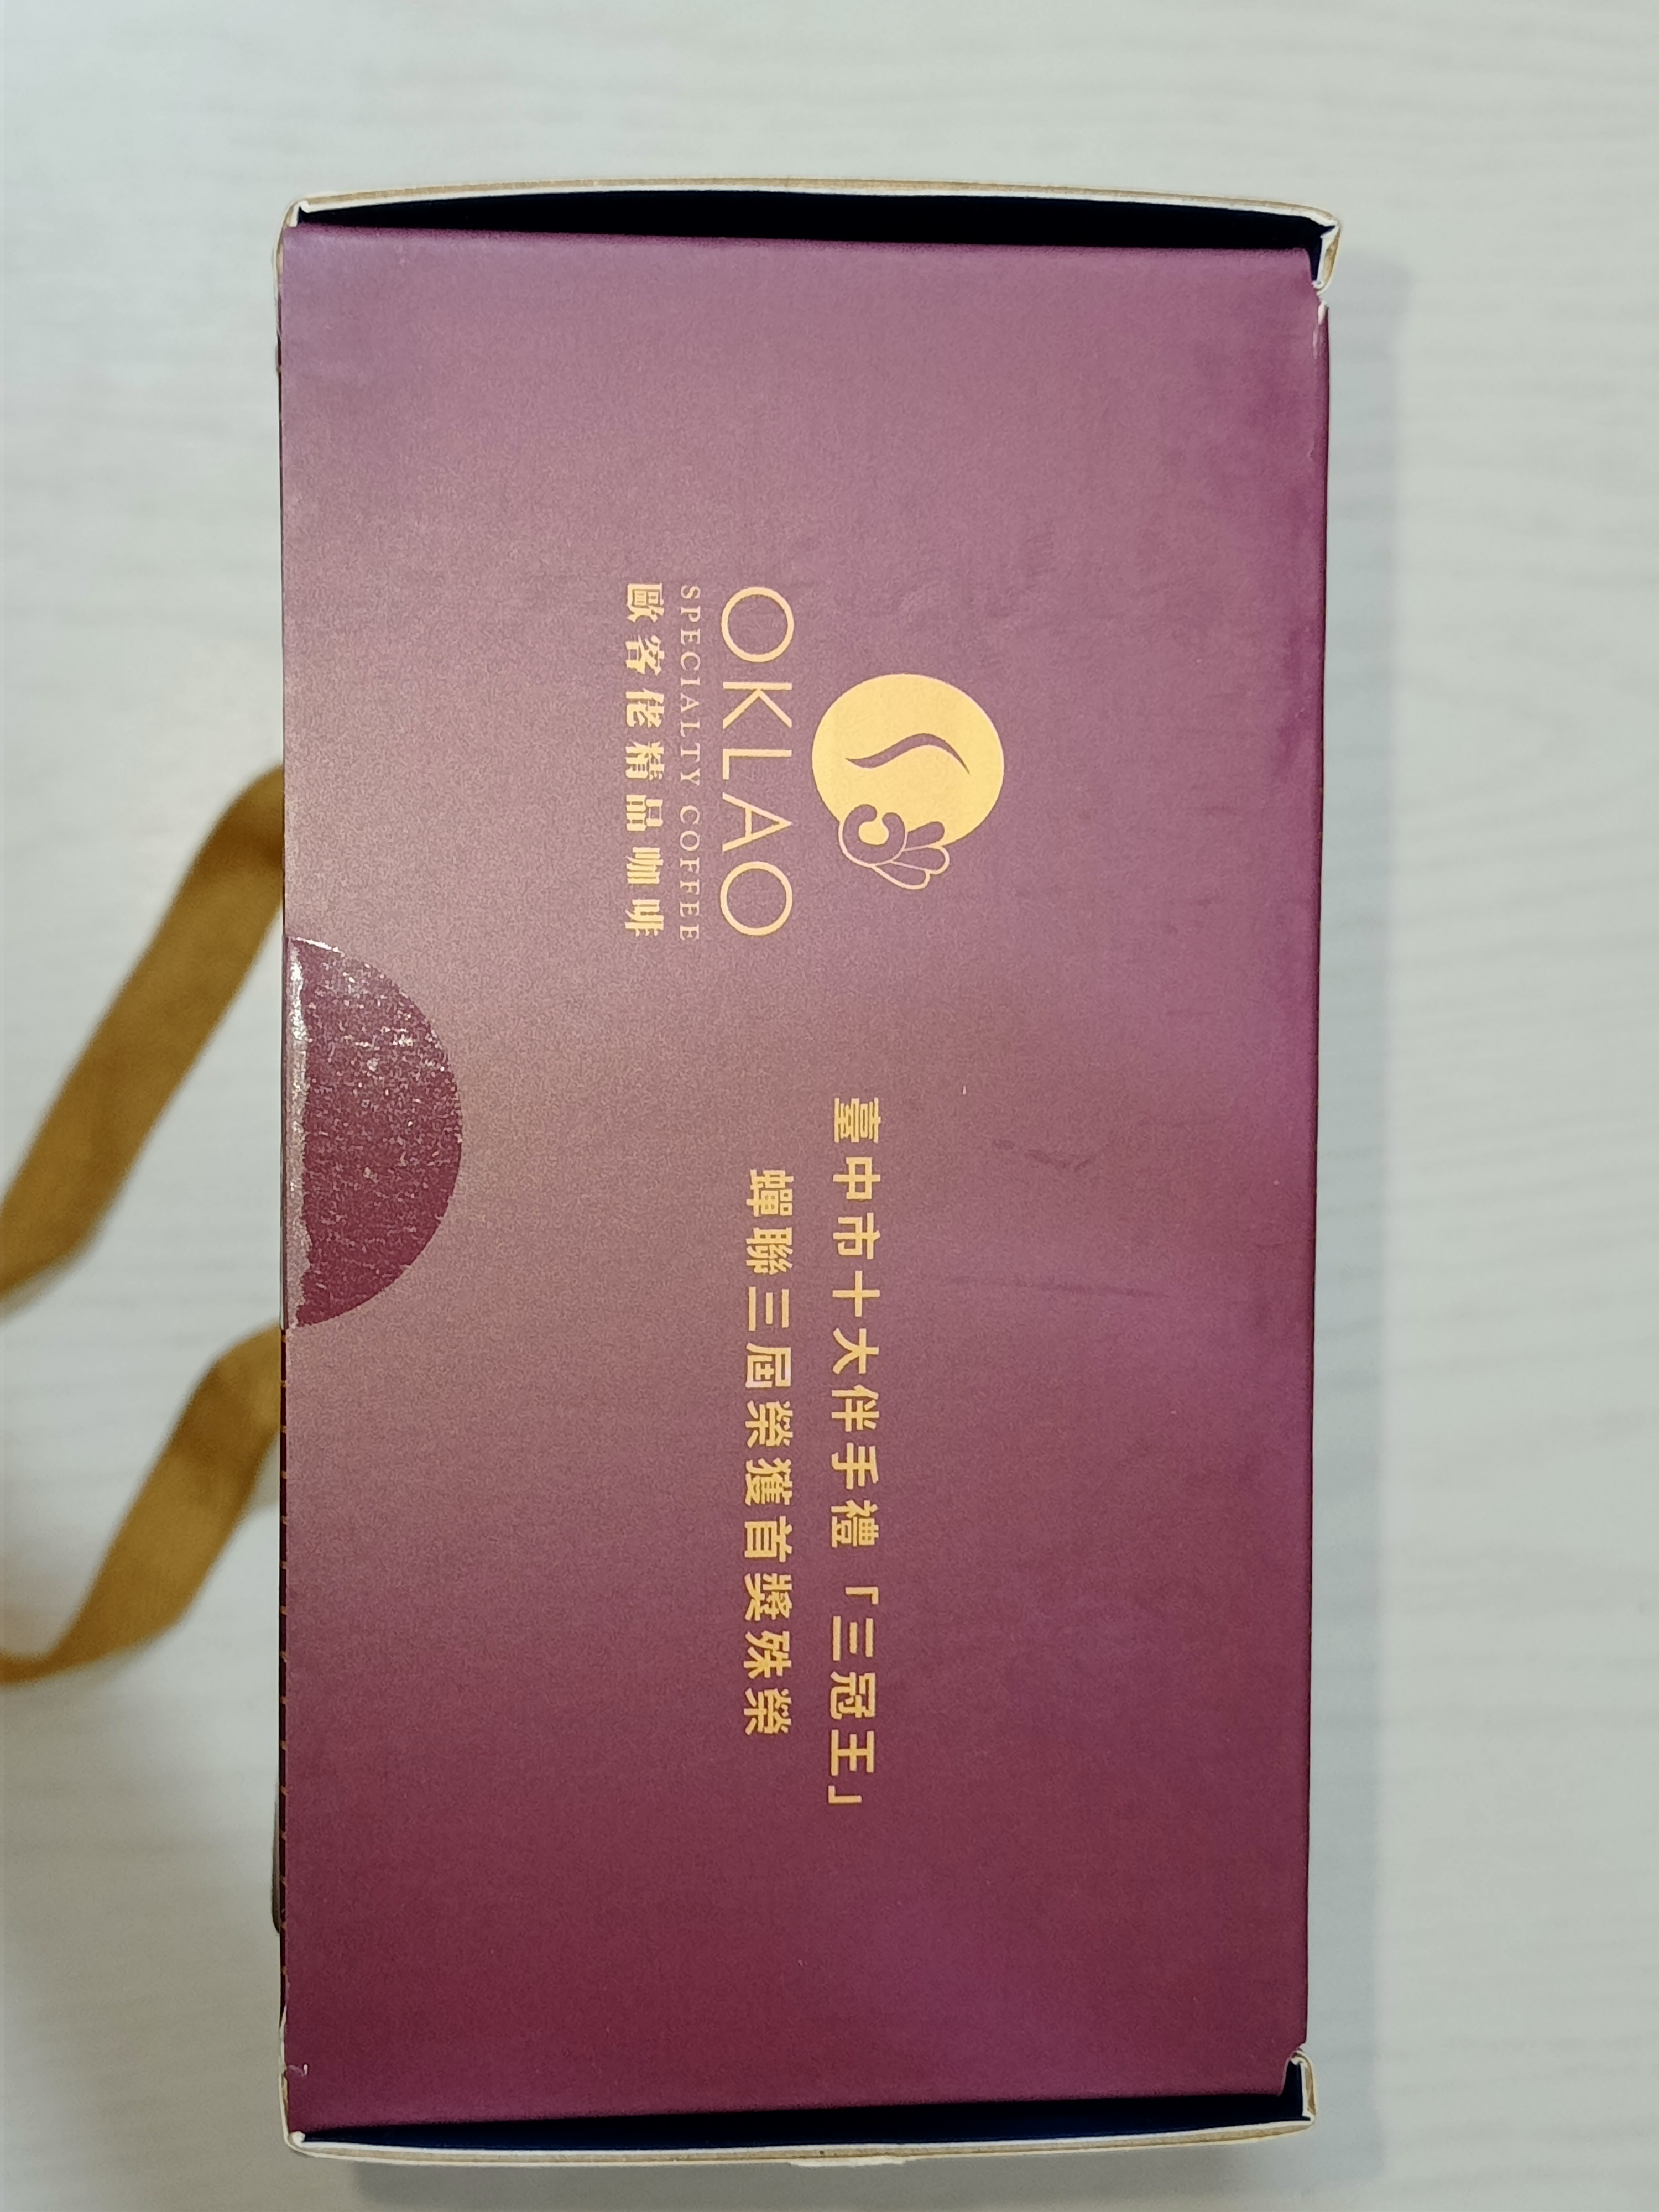 OKLAO
SPECIALTY COFFEE
歐客佬精品咖啡
臺中市十大伴手禮「三冠王」
蟬聯三屆榮獲首獎殊榮